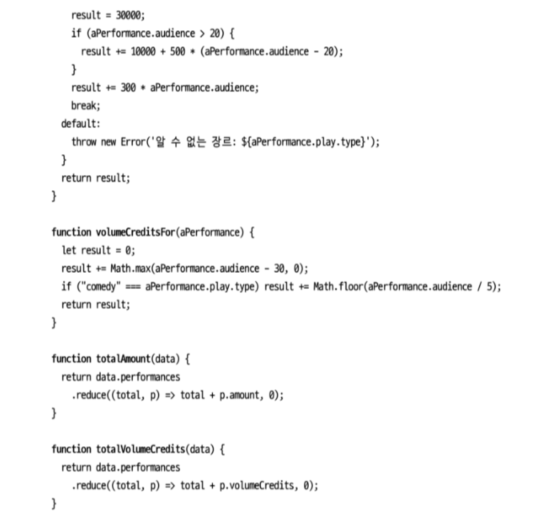 result = 30000;
if (aPerformance.audience > 20) {
result += 10000 + 500 * (aPerformance.audience - 20);
}
result += 300 * aPerformance.audience;
break;
default:
throw new Error('알 수 없는 장르: ${aPerformance.play.type}');
}
return result;
}
function volumeCreditsFor(aPerformance) {
let result = 0;
result += Math.max(aPerformance.audience - 30, 0);
if ("comedy" === aPerformance.play.type) result += Math.floor(aPerformance.audience / 5);
return result;
}
function totalAmount(data) {
return data.performances
.reduce((total, p) => total + p.amount, 0);
}
function totalVolumeCredits(data) {
return data.performances
.reduce((total, p) => total + p.volumeCredits, 0);
}